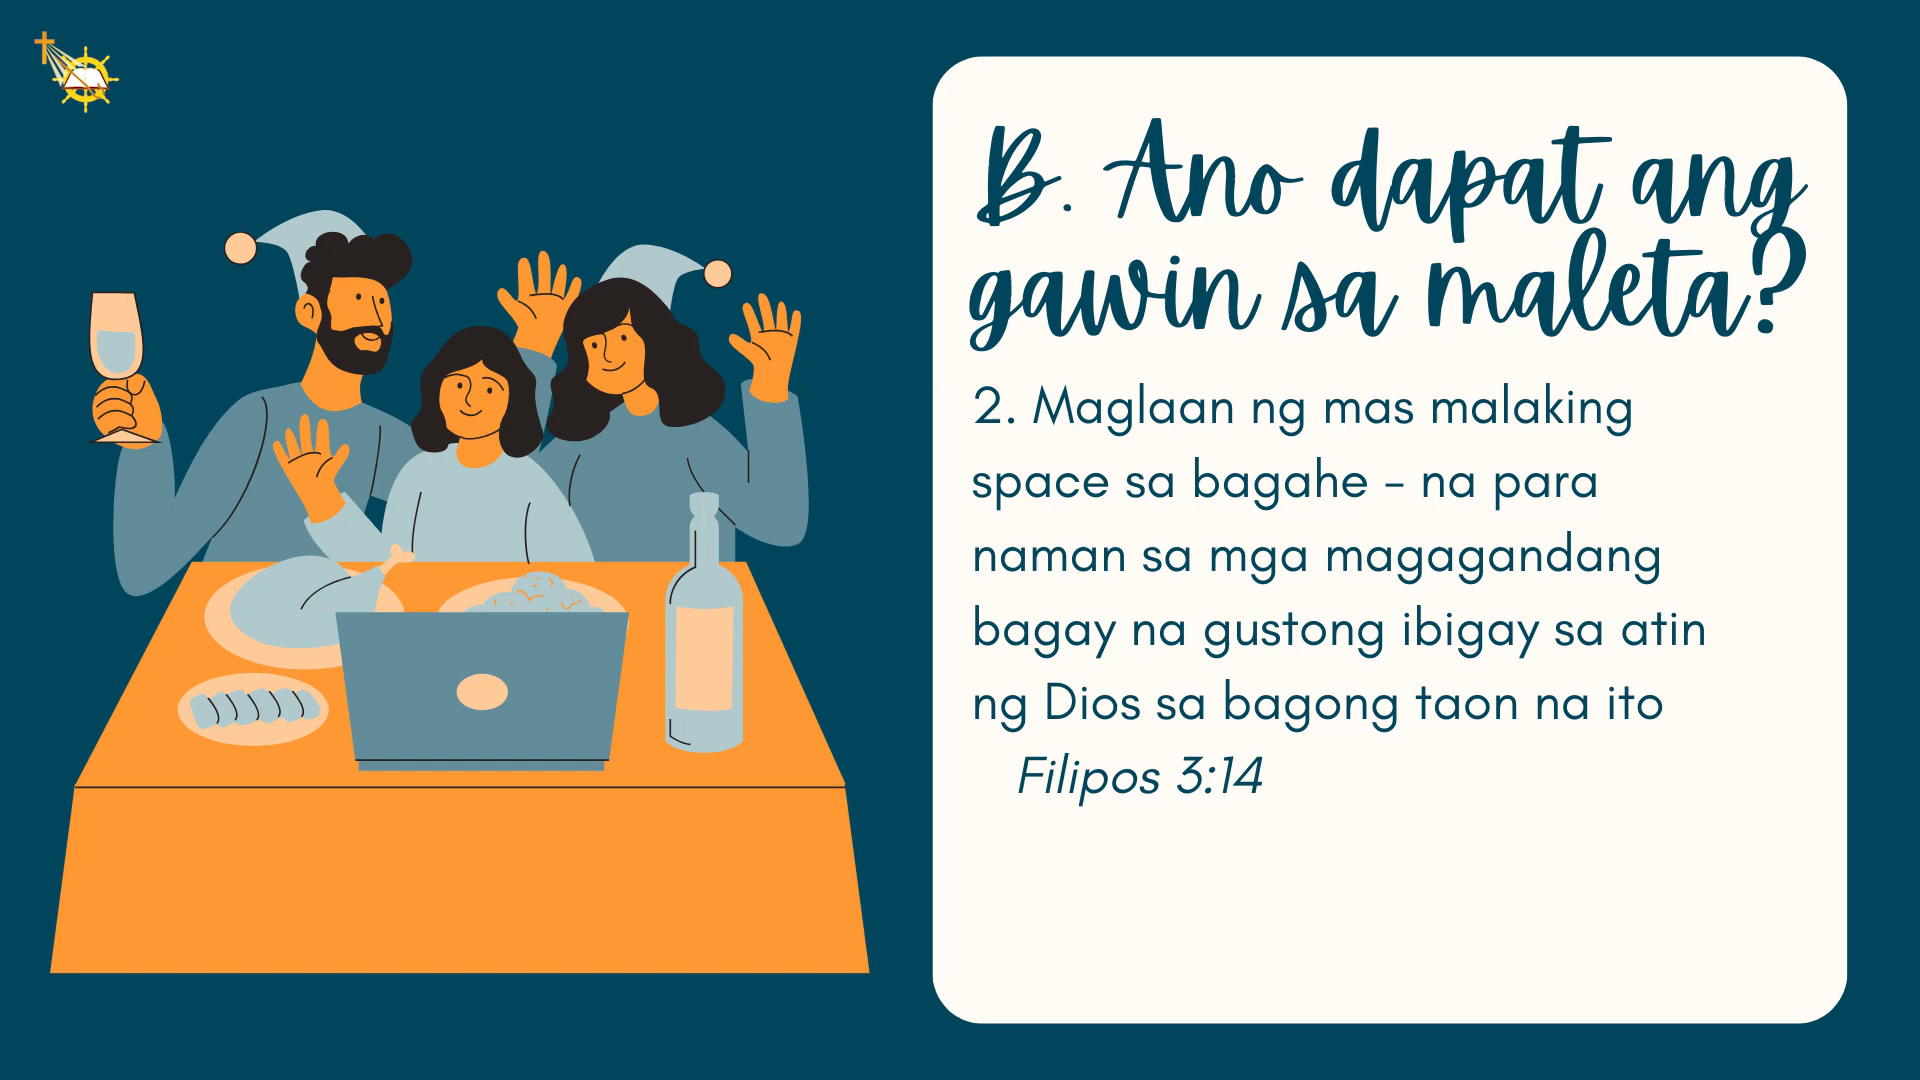 B. Ano dapat ang
gawin sa maleta?
2. Maglaan ng mas malaking
space sa bagahe - na para
naman sa mga magagandang
bagay na gustong ibigay sa atin
ng Dios sa bagong taon na ito
Filipos 3:14